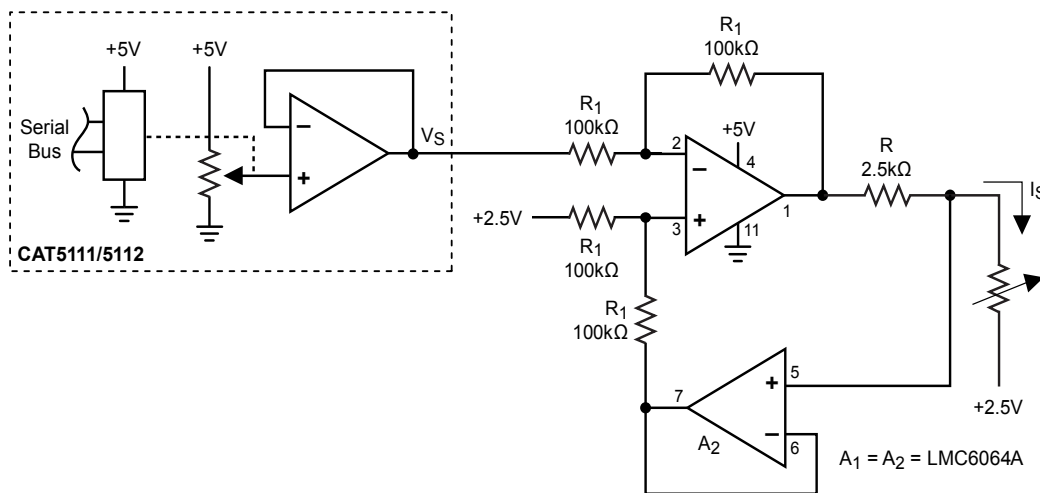 +5V
+5V
Serial
Bus
−
+
VS
CAT5111/5112
R1
100kΩ
R1
100kΩ
+5V
2
4
−
+
3
11
1
+2.5V
R1
100kΩ
R
2.5kΩ
IS
R1
100kΩ
+2.5V
7
5
+
−
6
A2
A1 = A2 = LMC6064A